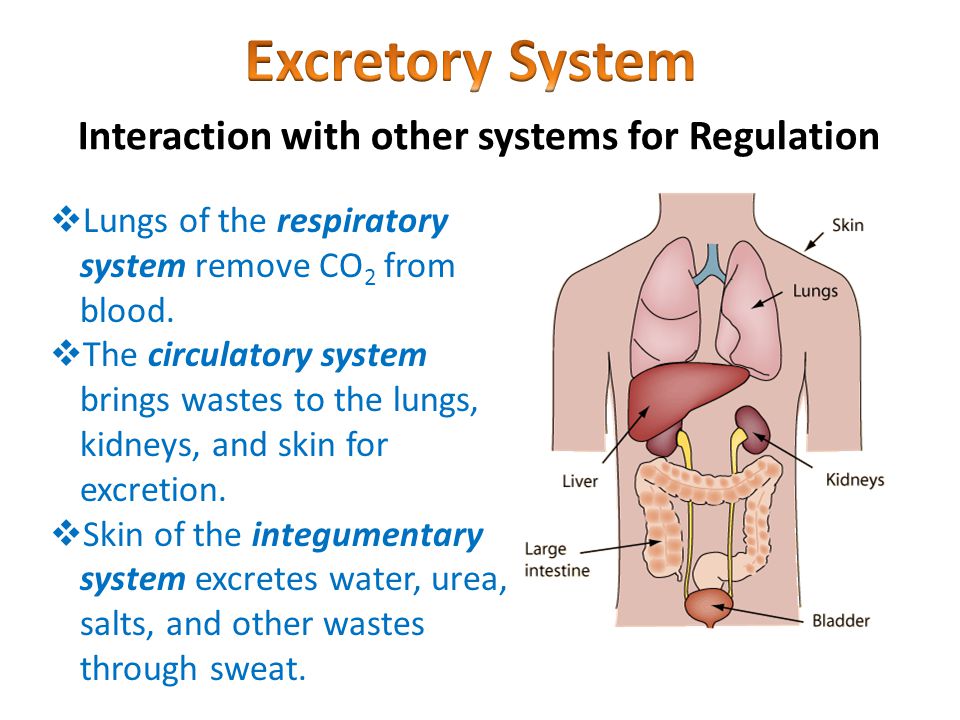 Excretory System
Interaction with other systems for Regulation
❖Lungs of the respiratory
system remove CO₂ from
blood.
❖The circulatory system
brings wastes to the lungs,
kidneys, and skin for
excretion.
❖Skin of the integumentary
system excretes water, urea,
salts, and other wastes
through sweat.
Skin
Lungs
Liver
Kidneys
Large
intestine
Bladder